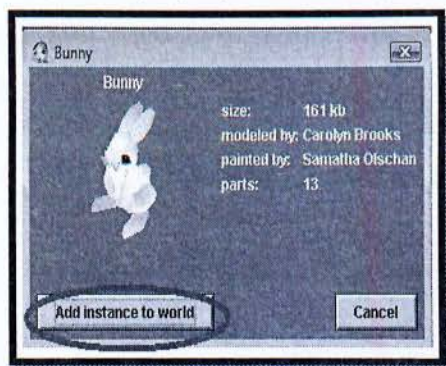 Bunny
Bunny
size: 161 kb
modeled by: Carolyn Brooks
painted by: Samatha Olschan
parts: 13
Add instance to world
Cancel